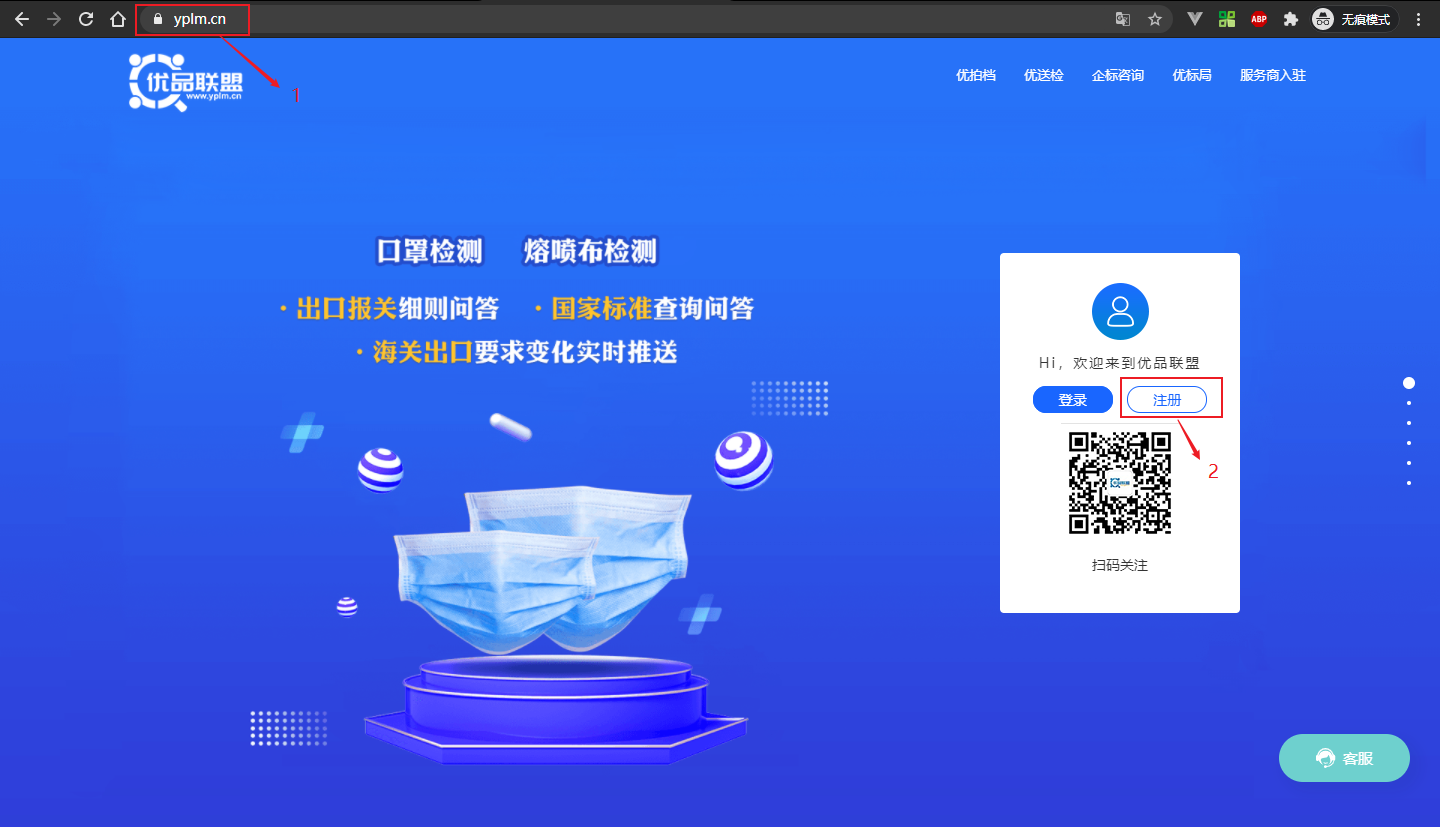 yplm.cn
ABP
无痕模式
优品联盟
www.yplm.cn
优拍档 优送检 企标咨询 优标局 服务商入驻
1
口罩检测 熔喷布检测
·出口报关细则问答 ·国家标准查询问答
·海关出口要求变化实时推送
Hi，欢迎来到优品联盟
登录 注册
2
扫码关注
客服